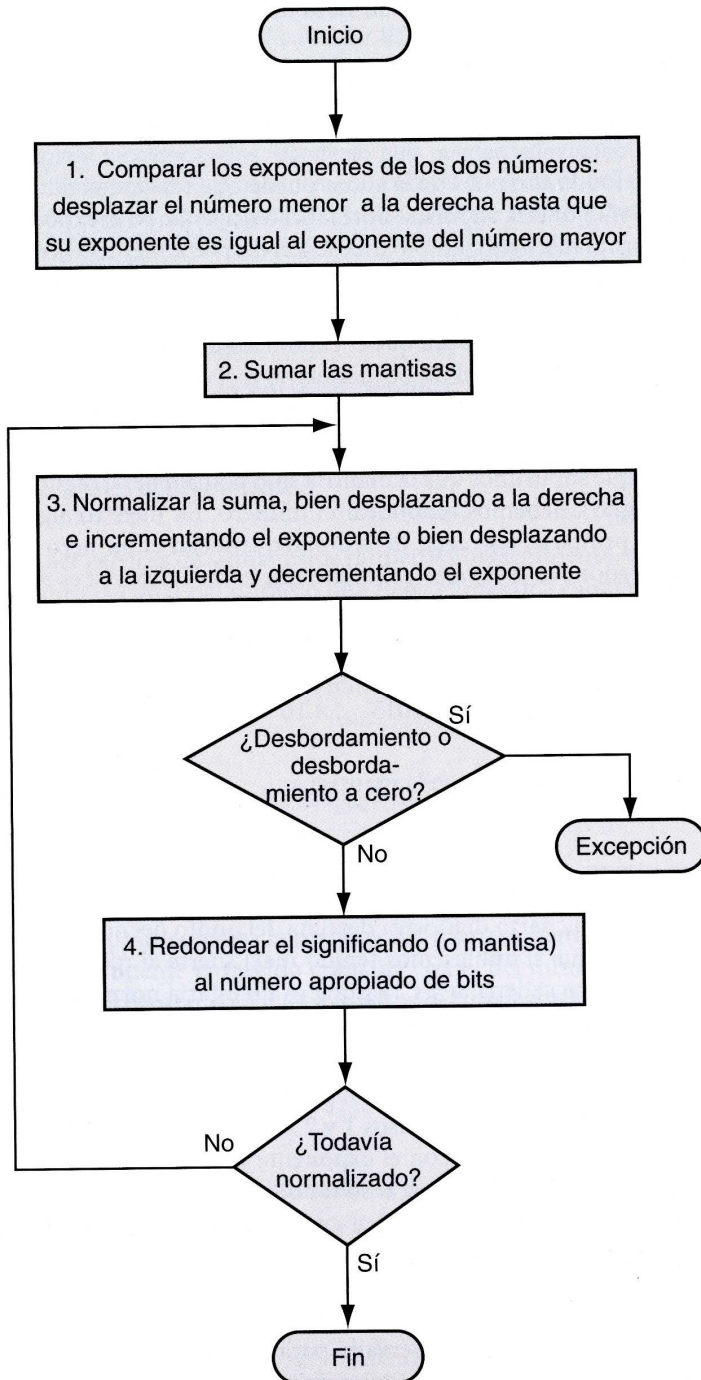 Inicio
1. Comparar los exponentes de los dos números:
desplazar el número menor a la derecha hasta que
su exponente es igual al exponente del número mayor
2. Sumar las mantisas
3. Normalizar la suma, bien desplazando a la derecha
e incrementando el exponente o bien desplazando
a la izquierda y decrementando el exponente
¿Desbordamiento o
desborda-
miento a cero?
Sí
Excepción
No
4. Redondear el significando (o mantisa)
al número apropiado de bits
¿Todavía
normalizado?
No
Sí
Fin